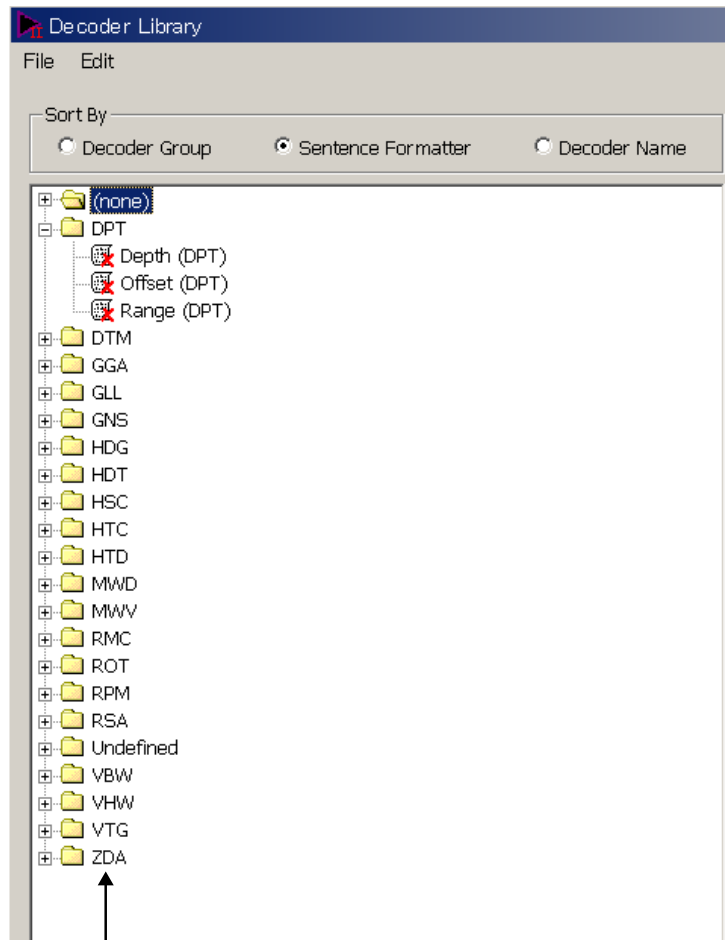 Decoder Library
File Edit
Sort By
Decoder Group Sentence Formatter Decoder Name
(none)
DPT
Depth (DPT)
Offset (DPT)
Range (DPT)
DTM
GGA
GLL
GNS
HDG
HDT
HSC
HTC
HTD
MWD
MWV
RMC
ROT
RPM
RSA
Undefined
VBW
VHW
VTG
ZDA